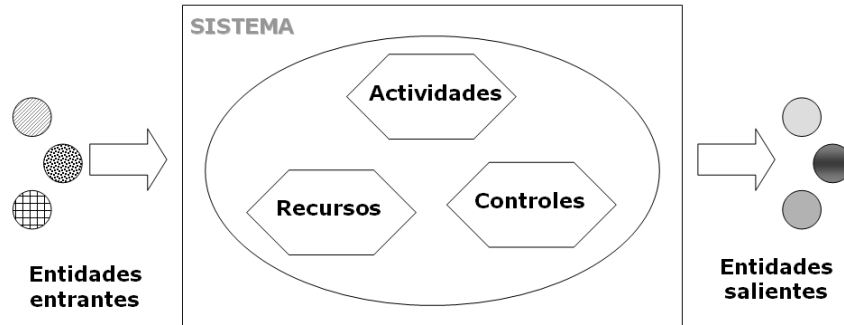 SISTEMA
Actividades
Recursos
Controles
Entidades
entrantes
Entidades
salientes